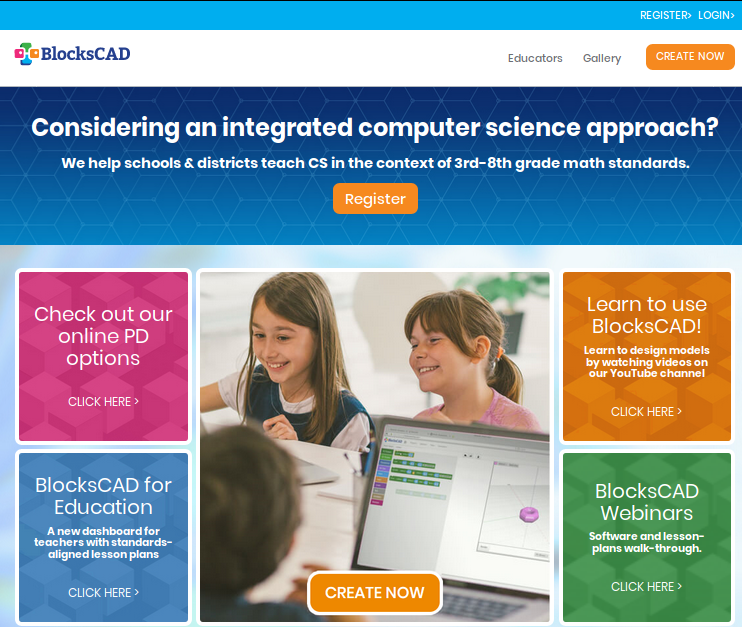 REGISTER> LOGIN>
BlocksCAD
Educators Gallery CREATE NOW
Considering an integrated computer science approach?
We help schools & districts teach CS in the context of 3rd-8th grade math standards.
Register
Check out our
online PD
options
CLICK HERE >
BlocksCAD for
Education
A new dashboard for
teachers with standards-
aligned lesson plans
CLICK HERE >
CREATE NOW
Learn to use
BlocksCAD!
Learn to design models
by watching videos on
our YouTube channel
CLICK HERE >
BlocksCAD
Webinars
Software and lesson-
plans walk-through.
CLICK HERE >